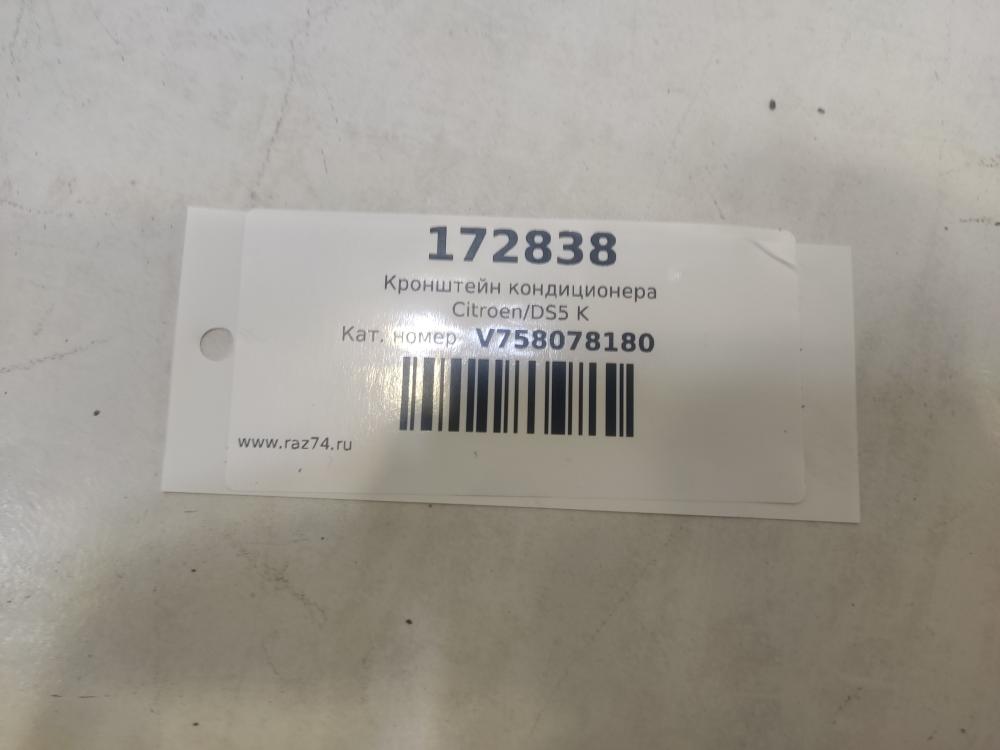 172838
Кронштейн кондиционера
Citroen/DS5 K
Кат. номер V758078180
www.raz74.ru